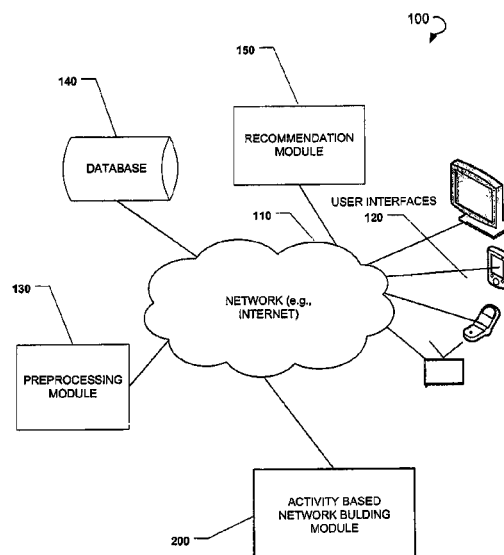 100
150
140
RECOMMENDATION
MODULE
DATABASE
110
USER INTERFACES
120
130
NETWORK (e.g.,
INTERNET)
PREPROCESSING
MODULE
ACTIVITY BASED
NETWORK BULDING
MODULE
200